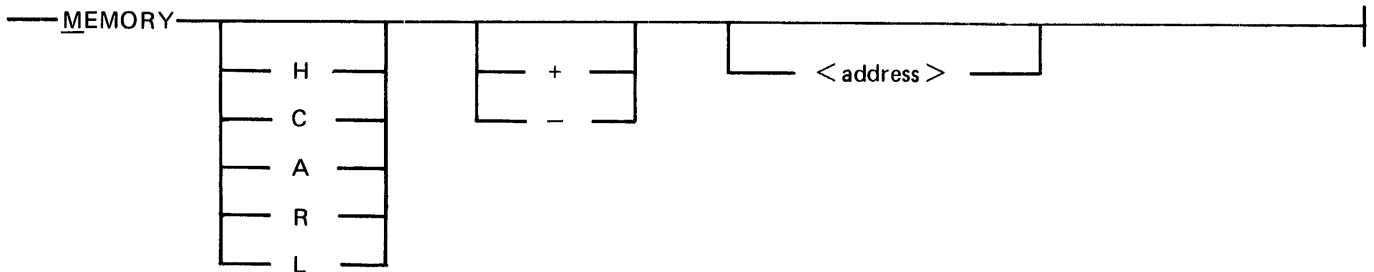 MEMORY
H + < address >
C –
A
R
L